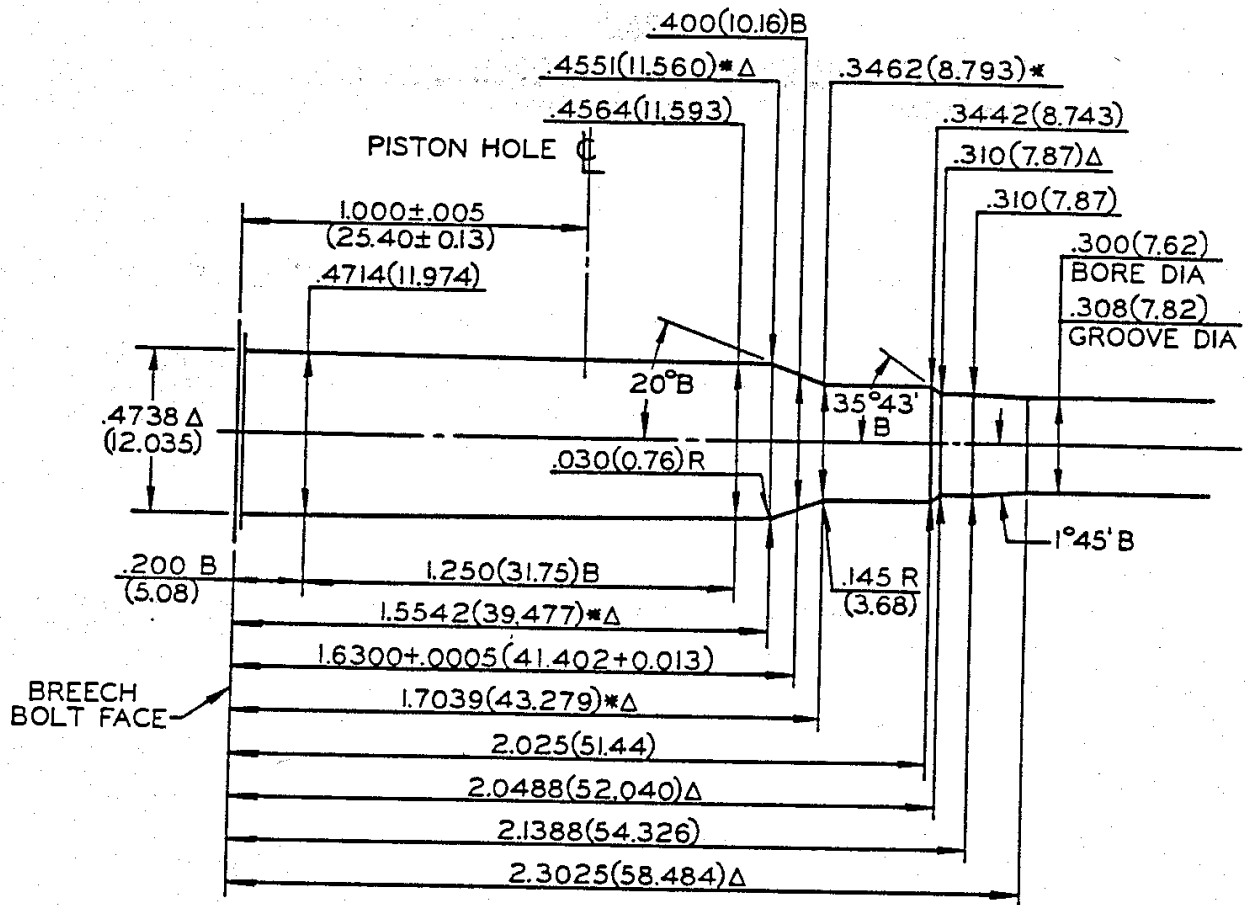 .400(10.16)B
.4551(11.560)*Δ
.3462(8.793)*
.4564(11.593)
.3442(8.743)
PISTON HOLE ℄
.310(7.87)Δ
1.000±.005
(25.40±0.13)
.310(7.87)
.4714(11.974)
.300(7.62)
BORE DIA
.308(7.82)
GROOVE DIA
20°B
35°43'
B
.4738Δ
(12.035)
.030(0.76)R
1°45'B
.200 B
(5.08)
1.250(31.75)B
.145 R
(3.68)
1.5542(39,477)*Δ
1.6300+.0005(41.402+0.013)
BREECH
BOLT FACE
1.7039(43.279)*Δ
2.025(51.44)
2.0488(52,040)Δ
2.1388(54.326)
2.3025(58.484)Δ